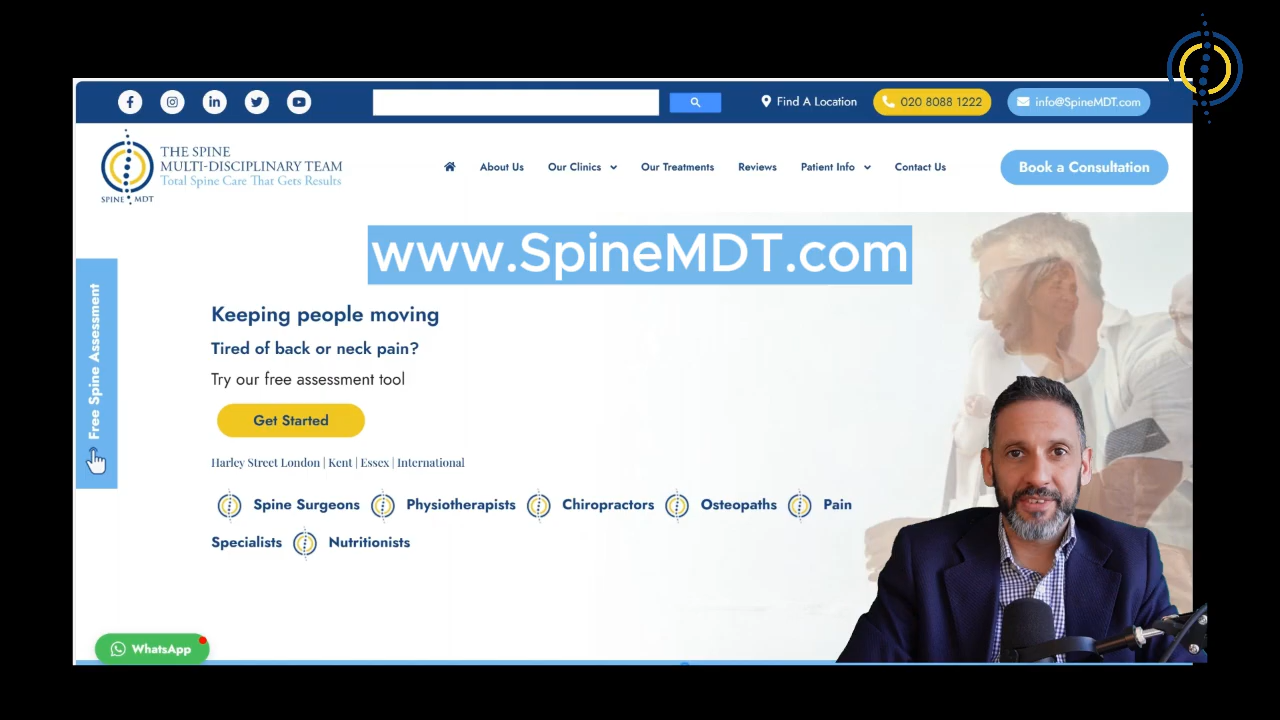 Find A Location
020 8088 1222
info@SpineMDT.com
THE SPINE
MULTI-DISCIPLINARY TEAM
Total Spine Care That Gets Results
SPINE MDT
About Us
Our Clinics
Our Treatments
Reviews
Patient Info
Contact Us
Book a Consultation
www.SpineMDT.com
Free Spine Assessment
Keeping people moving
Tired of back or neck pain?
Try our free assessment tool
Get Started
Harley Street London | Kent | Essex | International
Spine Surgeons Physiotherapists Chiropractors Osteopaths Pain
Specialists Nutritionists
WhatsApp